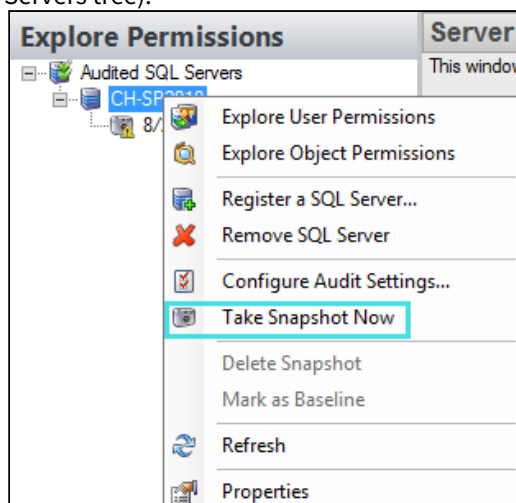 Servers tree).
Explore Permissions
Server
This window
Audited SQL Servers
8/
Explore User Permissions
Explore Object Permissions
Register a SQL Server...
Remove SQL Server
Configure Audit Settings...
Take Snapshot Now
Delete Snapshot
Mark as Baseline
Refresh
Properties